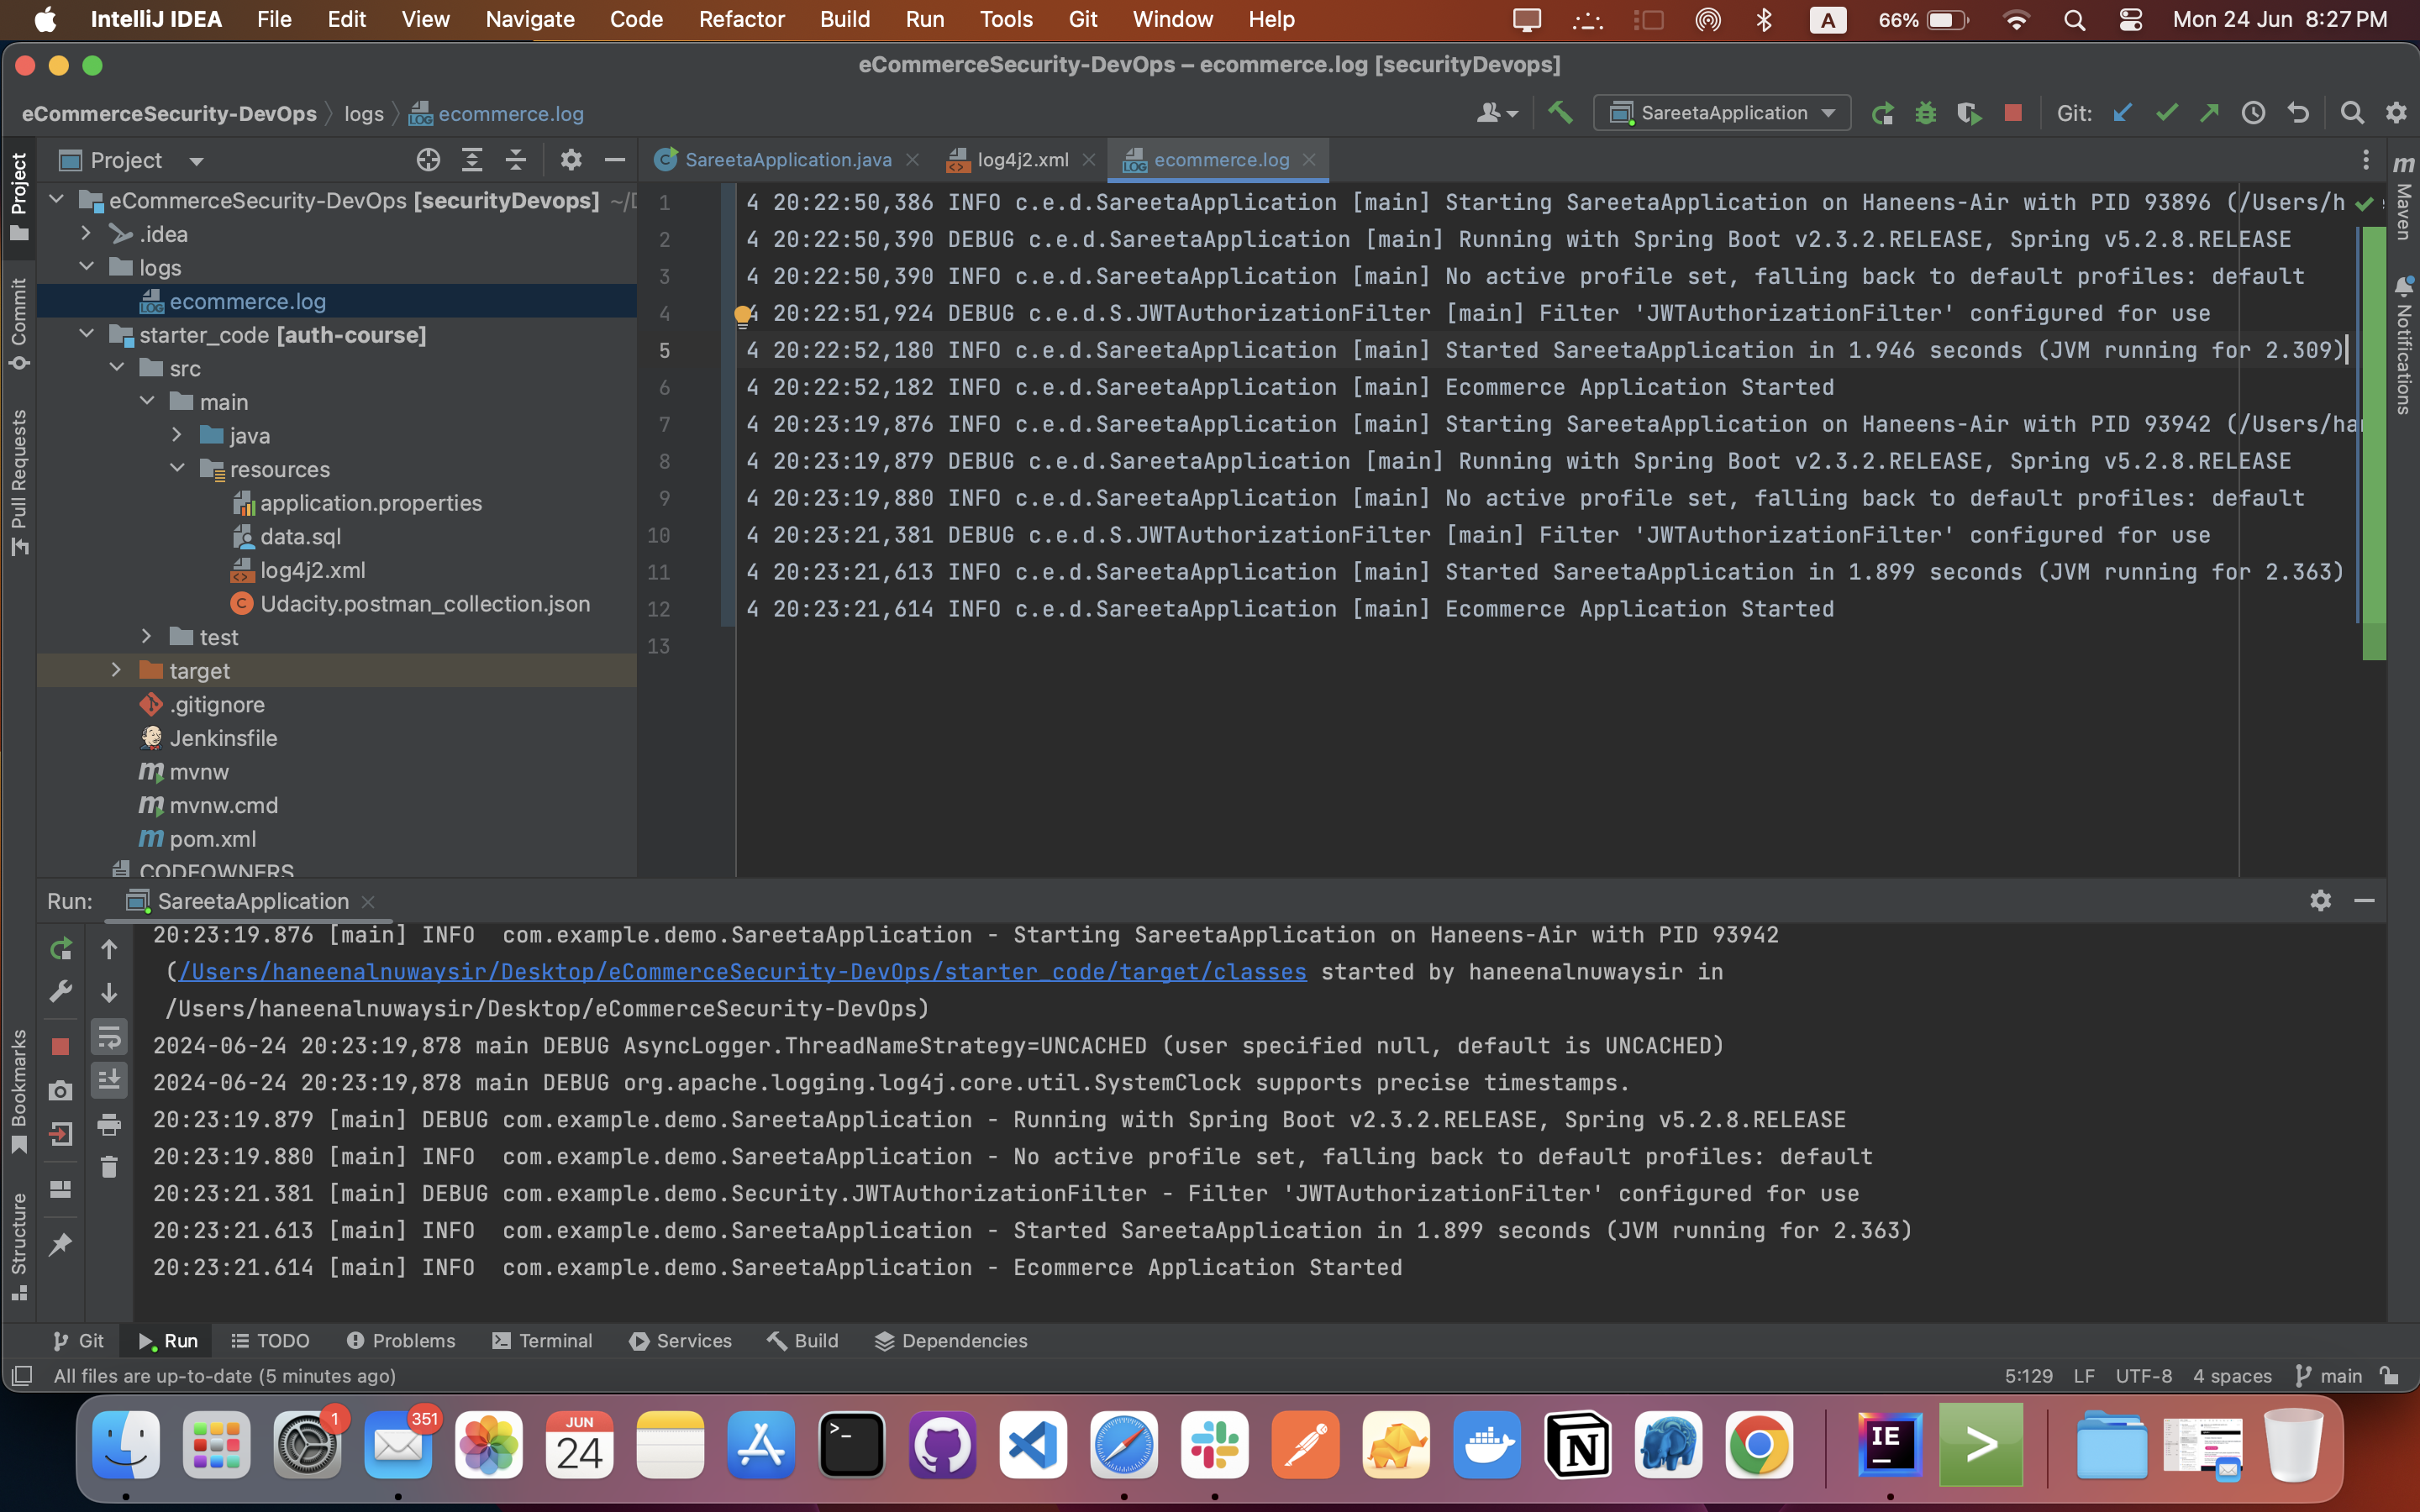 IntelliJ IDEA File Edit View Navigate Code Refactor Build Run Tools Git Window Help A 66% Mon 24 Jun 8:27 PM
eCommerceSecurity-DevOps – ecommerce.log [securityDevops]
eCommerceSecurity-DevOps logs ecommerce.log SareetaApplication Git:
Project
SareetaApplication.java log4j2.xml ecommerce.log
Project
Commit
Pull Requests
Bookmarks
Structure
eCommerceSecurity-DevOps [securityDevops] ~/D
.idea
logs
ecommerce.log
starter_code [auth-course]
src
main
java
resources
application.properties
data.sql
log4j2.xml
Udacity.postman_collection.json
test
target
.gitignore
Jenkinsfile
mvnw
mvnw.cmd
pom.xml
CODEOWNERS
1 4 20:22:50,386 INFO c.e.d.SareetaApplication [main] Starting SareetaApplication on Haneens-Air with PID 93896 (/Users/h
2 4 20:22:50,390 DEBUG c.e.d.SareetaApplication [main] Running with Spring Boot v2.3.2.RELEASE, Spring v5.2.8.RELEASE
3 4 20:22:50,390 INFO c.e.d.SareetaApplication [main] No active profile set, falling back to default profiles: default
4 4 20:22:51,924 DEBUG c.e.d.S.JWTAuthorizationFilter [main] Filter 'JWTAuthorizationFilter' configured for use
5 4 20:22:52,180 INFO c.e.d.SareetaApplication [main] Started SareetaApplication in 1.946 seconds (JVM running for 2.309)
6 4 20:22:52,182 INFO c.e.d.SareetaApplication [main] Ecommerce Application Started
7 4 20:23:19,876 INFO c.e.d.SareetaApplication [main] Starting SareetaApplication on Haneens-Air with PID 93942 (/Users/ha
8 4 20:23:19,879 DEBUG c.e.d.SareetaApplication [main] Running with Spring Boot v2.3.2.RELEASE, Spring v5.2.8.RELEASE
9 4 20:23:19,880 INFO c.e.d.SareetaApplication [main] No active profile set, falling back to default profiles: default
10 4 20:23:21,381 DEBUG c.e.d.S.JWTAuthorizationFilter [main] Filter 'JWTAuthorizationFilter' configured for use
11 4 20:23:21,613 INFO c.e.d.SareetaApplication [main] Started SareetaApplication in 1.899 seconds (JVM running for 2.363)
12 4 20:23:21,614 INFO c.e.d.SareetaApplication [main] Ecommerce Application Started
13
Maven
Notifications
Run: SareetaApplication
20:23:19.876 [main] INFO  com.example.demo.SareetaApplication - Starting SareetaApplication on Haneens-Air with PID 93942
(/Users/haneenalnuwaysir/Desktop/eCommerceSecurity-DevOps/starter_code/target/classes started by haneenalnuwaysir in
/Users/haneenalnuwaysir/Desktop/eCommerceSecurity-DevOps)
2024-06-24 20:23:19,878 main DEBUG AsyncLogger.ThreadNameStrategy=UNCACHED (user specified null, default is UNCACHED)
2024-06-24 20:23:19,878 main DEBUG org.apache.logging.log4j.core.util.SystemClock supports precise timestamps.
20:23:19.879 [main] DEBUG com.example.demo.SareetaApplication - Running with Spring Boot v2.3.2.RELEASE, Spring v5.2.8.RELEASE
20:23:19.880 [main] INFO  com.example.demo.SareetaApplication - No active profile set, falling back to default profiles: default
20:23:21.381 [main] DEBUG com.example.demo.Security.JWTAuthorizationFilter - Filter 'JWTAuthorizationFilter' configured for use
20:23:21.613 [main] INFO  com.example.demo.SareetaApplication - Started SareetaApplication in 1.899 seconds (JVM running for 2.363)
20:23:21.614 [main] INFO  com.example.demo.SareetaApplication - Ecommerce Application Started
Git Run TODO Problems Terminal Services Build Dependencies
All files are up-to-date (5 minutes ago) 5:129 LF UTF-8 4 spaces main
1 351 JUN
24
IE